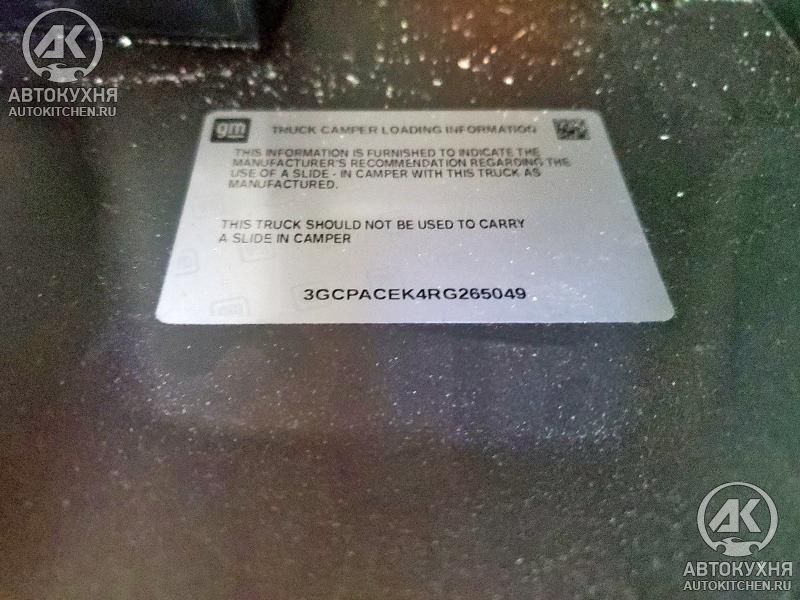 AK
АВТОКУХНЯ
AUTOKITCHEN.RU
gm
TRUCK CAMPER LOADING INFORMATION
THIS INFORMATION IS FURNISHED TO INDICATE THE
MANUFACTURER'S RECOMMENDATION REGARDING THE
USE OF A SLIDE - IN CAMPER WITH THIS TRUCK AS
MANUFACTURED.
THIS TRUCK SHOULD NOT BE USED TO CARRY
A SLIDE IN CAMPER
3GCPACEK4RG265049
AK
АВТОКУХНЯ
AUTOKITCHEN.RU